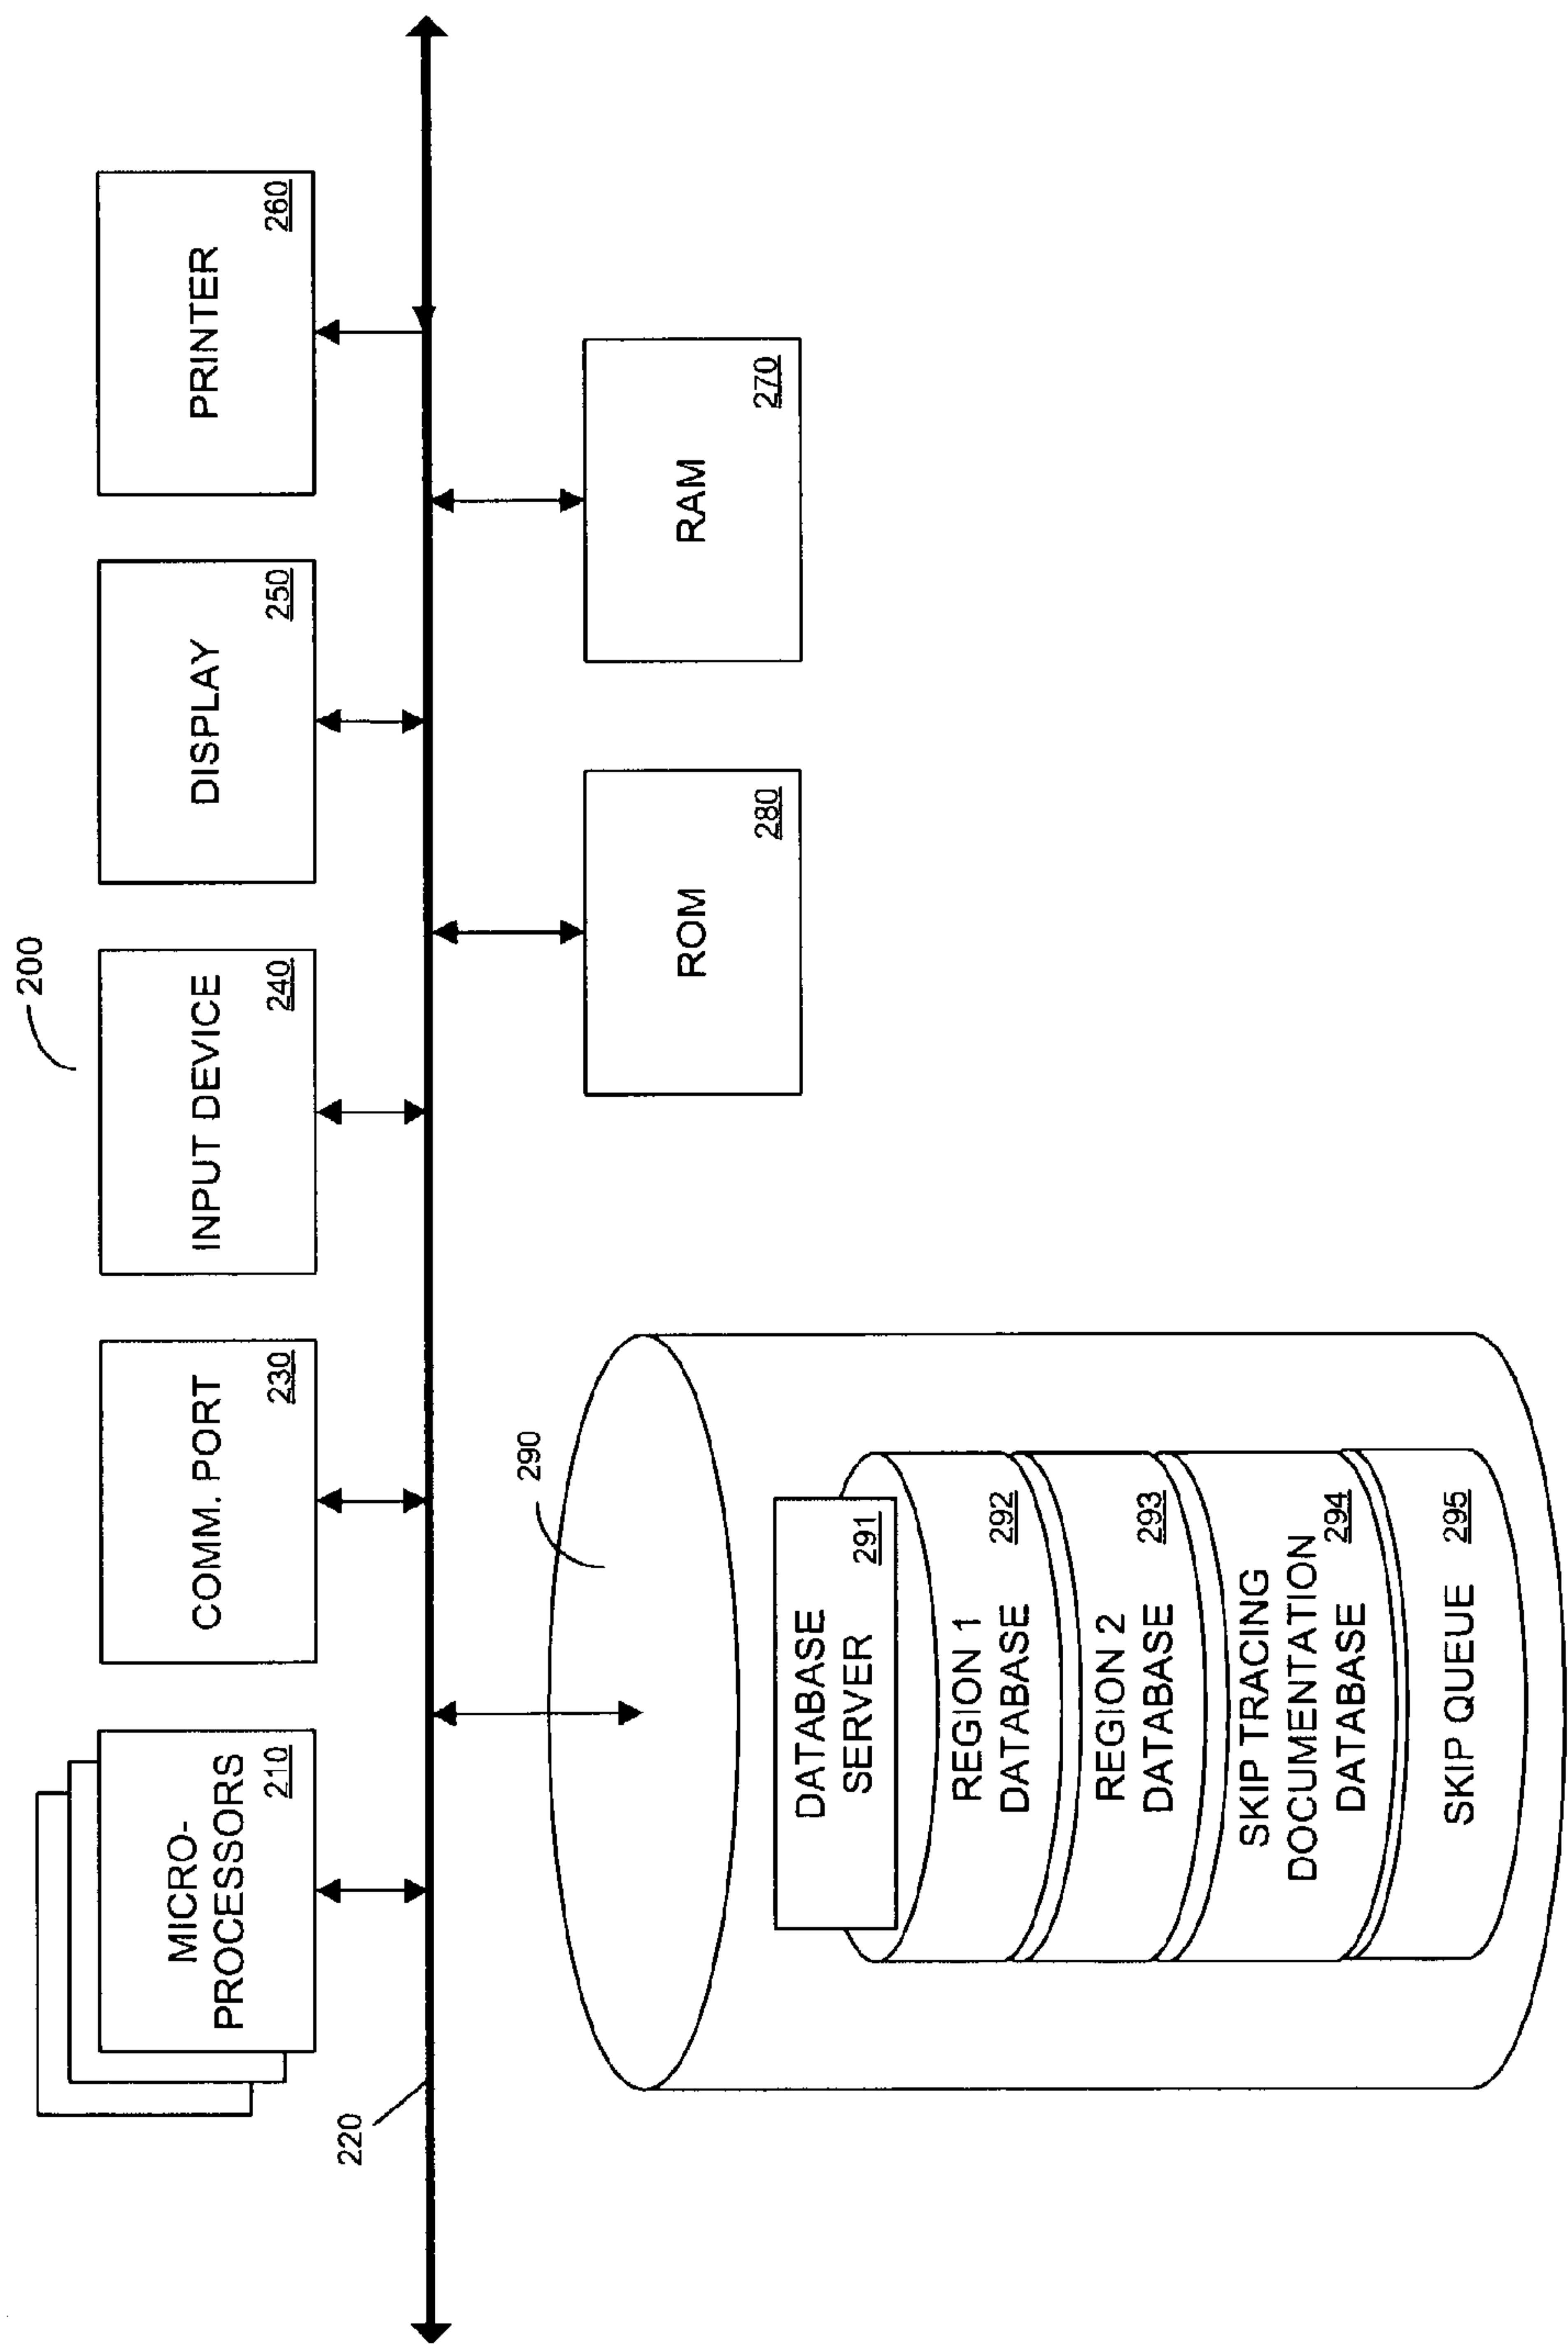 200
MICRO-
PROCESSORS
210
COMM. PORT
230
INPUT DEVICE
240
DISPLAY
250
PRINTER
260
220
290
ROM
280
RAM
270
DATABASE
SERVER
291
REGION 1
DATABASE
292
REGION 2
DATABASE
293
SKIP TRACING
DOCUMENTATION
DATABASE
294
SKIP QUEUE
295